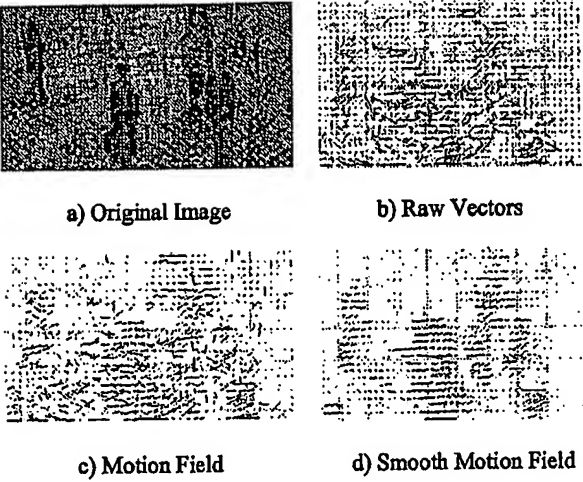 a) Original Image
b) Raw Vectors
c) Motion Field
d) Smooth Motion Field